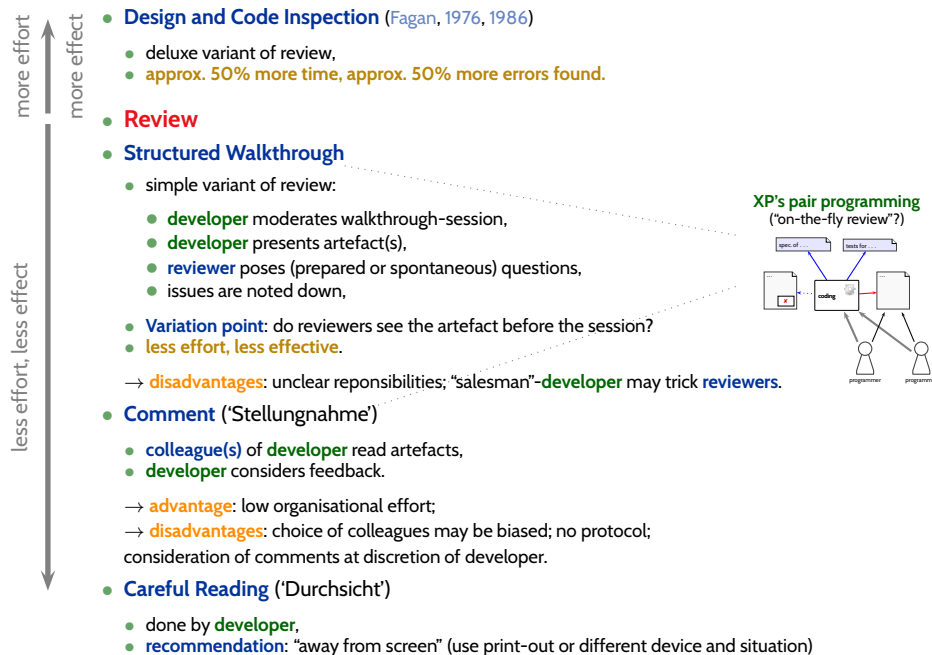 more effort
more effect
less effort, less effect
• Design and Code Inspection (Fagan, 1976, 1986)
• deluxe variant of review,
• approx. 50% more time, approx. 50% more errors found.
• Review
• Structured Walkthrough
• simple variant of review:
• developer moderates walkthrough-session,
• developer presents artefact(s),
• reviewer poses (prepared or spontaneous) questions,
• issues are noted down,
• Variation point: do reviewers see the artefact before the session?
• less effort, less effective.
→ disadvantages: unclear reponsibilities; “salesman”-developer may trick reviewers.
• Comment (‘Stellungnahme’)
• colleague(s) of developer read artefacts,
• developer considers feedback.
→ advantage: low organisational effort;
→ disadvantages: choice of colleagues may be biased; no protocol;
consideration of comments at discretion of developer.
• Careful Reading (‘Durchsicht’)
• done by developer,
• recommendation: “away from screen” (use print-out or different device and situation)
XP’s pair programming
(“on-the-fly review”?)
spec. of . . .
tests for . . .
...
✗
coding
...
programmer
programm